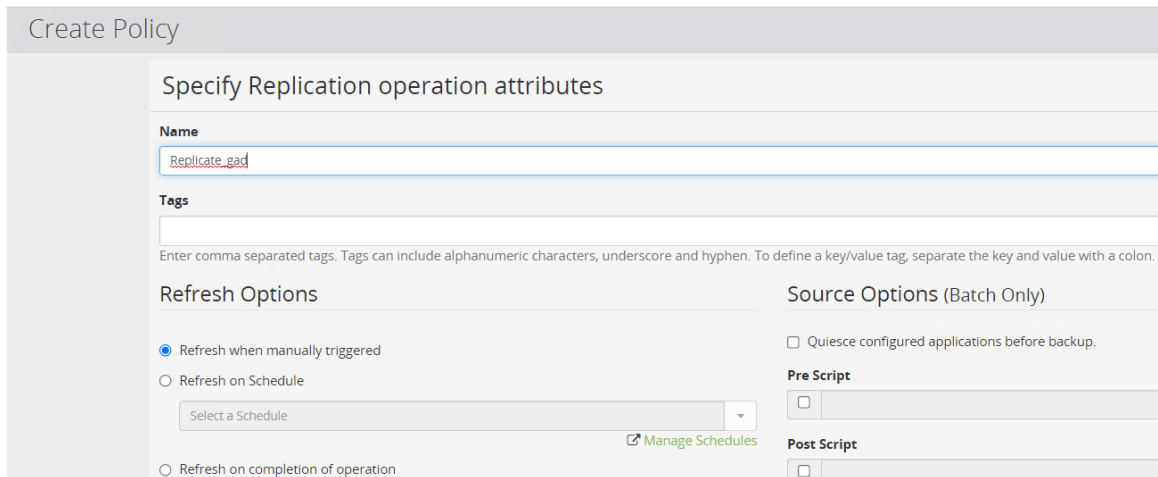 Create Policy
Specify Replication operation attributes
Name
Replicate_gad
Tags
Enter comma separated tags. Tags can include alphanumeric characters, underscore and hyphen. To define a key/value tag, separate the key and value with a colon.
Refresh Options
Refresh when manually triggered
Refresh on Schedule
Select a Schedule
Manage Schedules
Refresh on completion of operation
Source Options (Batch Only)
Quiesce configured applications before backup.
Pre Script
Post Script